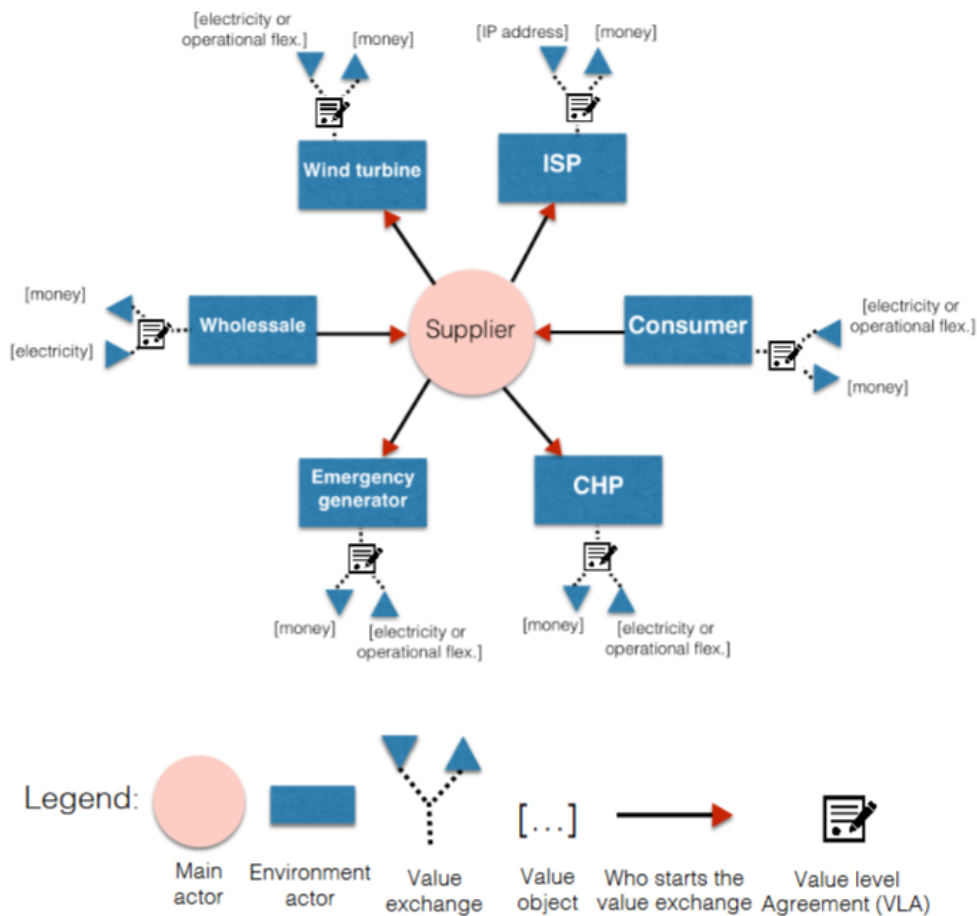 [electricity or
operational flex.]
[money]
[IP address]
[money]
Wind turbine
ISP
[money]
[electricity]
Wholessale
Supplier
Consumer
[electricity or
operational flex.]
[money]
Emergency
generator
CHP
[money]
[electricity or
operational flex.]
[money]
[electricity or
operational flex.]
Legend:
[...]
Main
actor
Environment
actor
Value
exchange
Value
object
Who starts the
value exchange
Value level
Agreement (VLA)